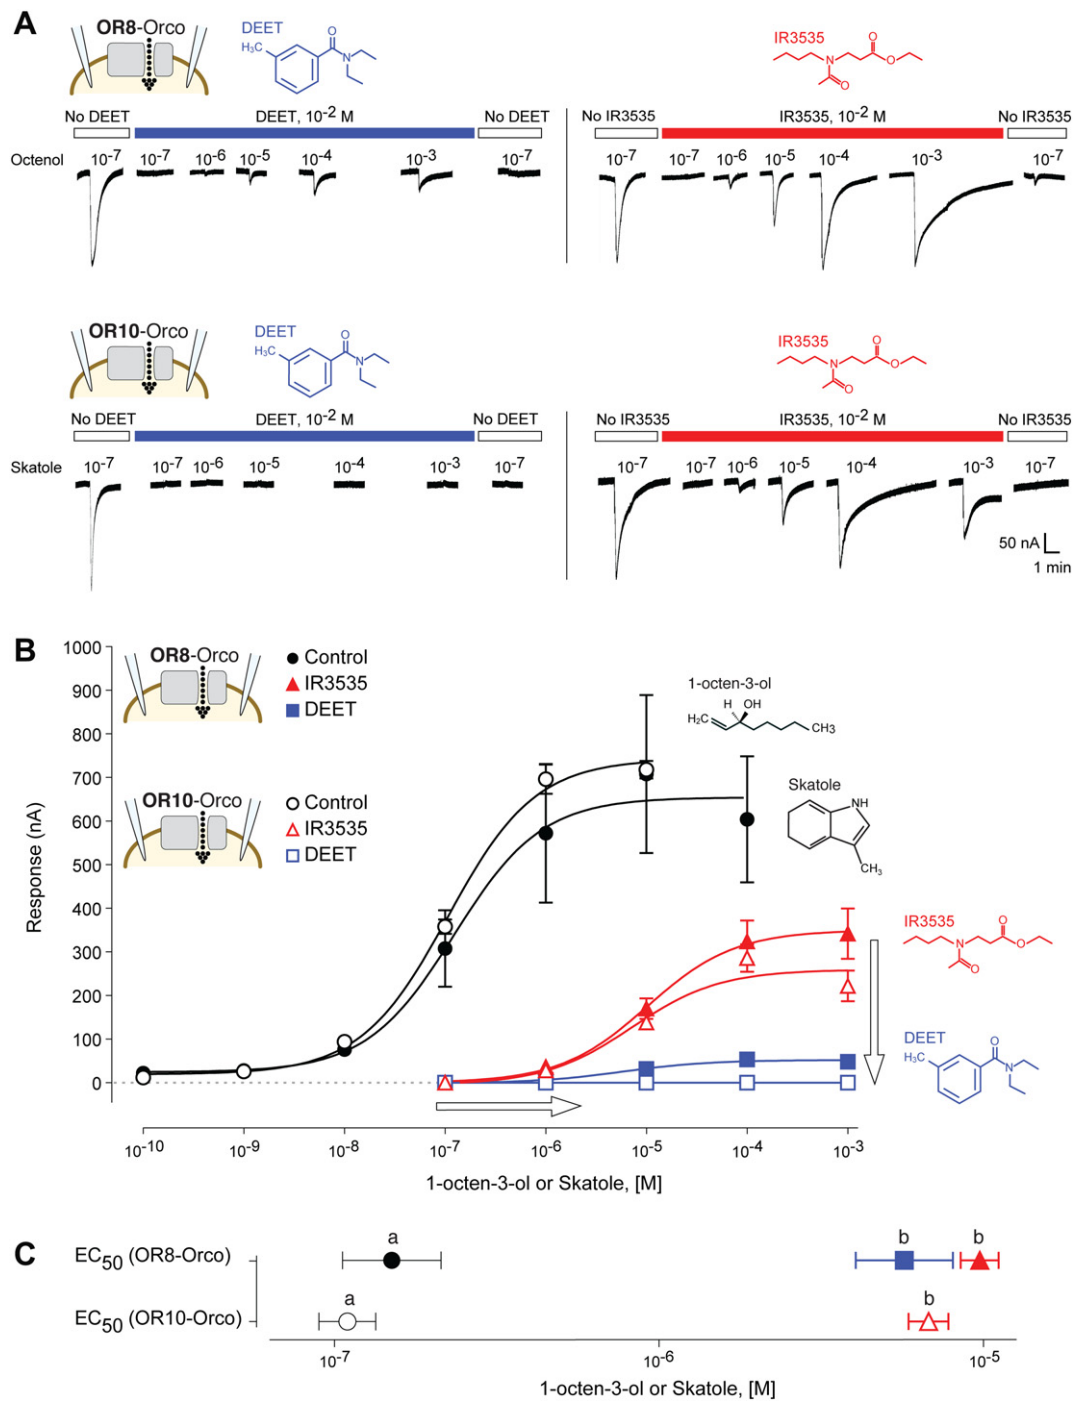 A
OR8-Orco
DEET
H₃C
O
N
IR3535
O
N
O
O
No DEET
DEET, 10⁻² M
No DEET
No IR3535
IR3535, 10⁻² M
No IR3535
Octenol
10⁻⁷ 10⁻⁷ 10⁻⁶ 10⁻⁵ 10⁻⁴ 10⁻³ 10⁻⁷
10⁻⁷ 10⁻⁷ 10⁻⁶ 10⁻⁵ 10⁻⁴ 10⁻³ 10⁻⁷
OR10-Orco
DEET
H₃C
O
N
IR3535
O
N
O
O
No DEET
DEET, 10⁻² M
No DEET
No IR3535
IR3535, 10⁻² M
No IR3535
Skatole
10⁻⁷ 10⁻⁷ 10⁻⁶ 10⁻⁵ 10⁻⁴ 10⁻³ 10⁻⁷
10⁻⁷ 10⁻⁷ 10⁻⁶ 10⁻⁵ 10⁻⁴ 10⁻³ 10⁻⁷
50 nA
1 min
B
1000
900
800
700
600
500
400
300
200
100
0
Response (nA)
OR8-Orco
Control
IR3535
DEET
OR10-Orco
Control
IR3535
DEET
1-octen-3-ol
H OH
H₂C
CH3
Skatole
NH
CH₃
IR3535
O
N
O
O
DEET
H₃C
O
N
10⁻¹⁰ 10⁻⁹ 10⁻⁸ 10⁻⁷ 10⁻⁶ 10⁻⁵ 10⁻⁴ 10⁻³
1-octen-3-ol or Skatole, [M]
C
EC₅₀ (OR8-Orco)
a b b
EC₅₀ (OR10-Orco)
a b
10⁻⁷ 10⁻⁶ 10⁻⁵
1-octen-3-ol or Skatole, [M]